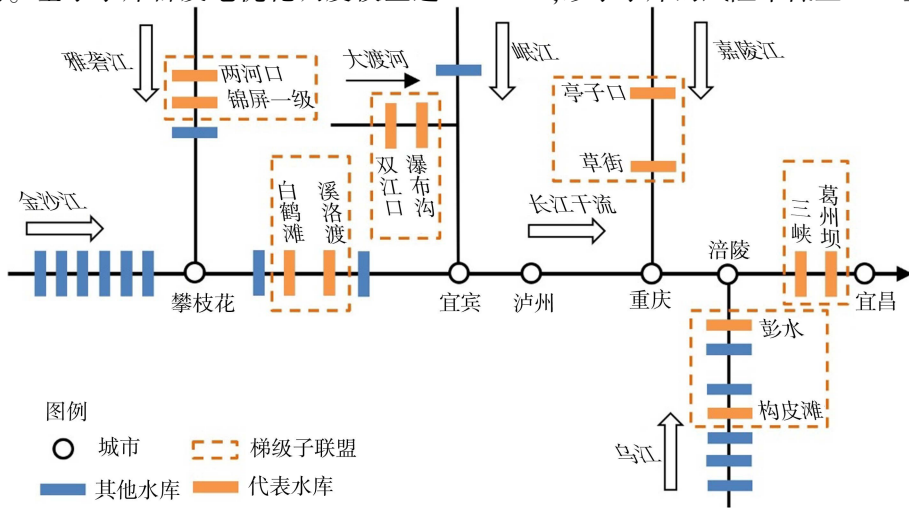 雅砻江
两河口
锦屏一级
大渡河
岷江
嘉陵江
亭子口
草街
双江口
瀑布沟
金沙江
白鹤滩
溪洛渡
长江干流
三峡
葛州坝
涪陵
攀枝花
宜宾
泸州
重庆
宜昌
彭水
构皮滩
乌江
图例
城市
梯级子联盟
其他水库
代表水库